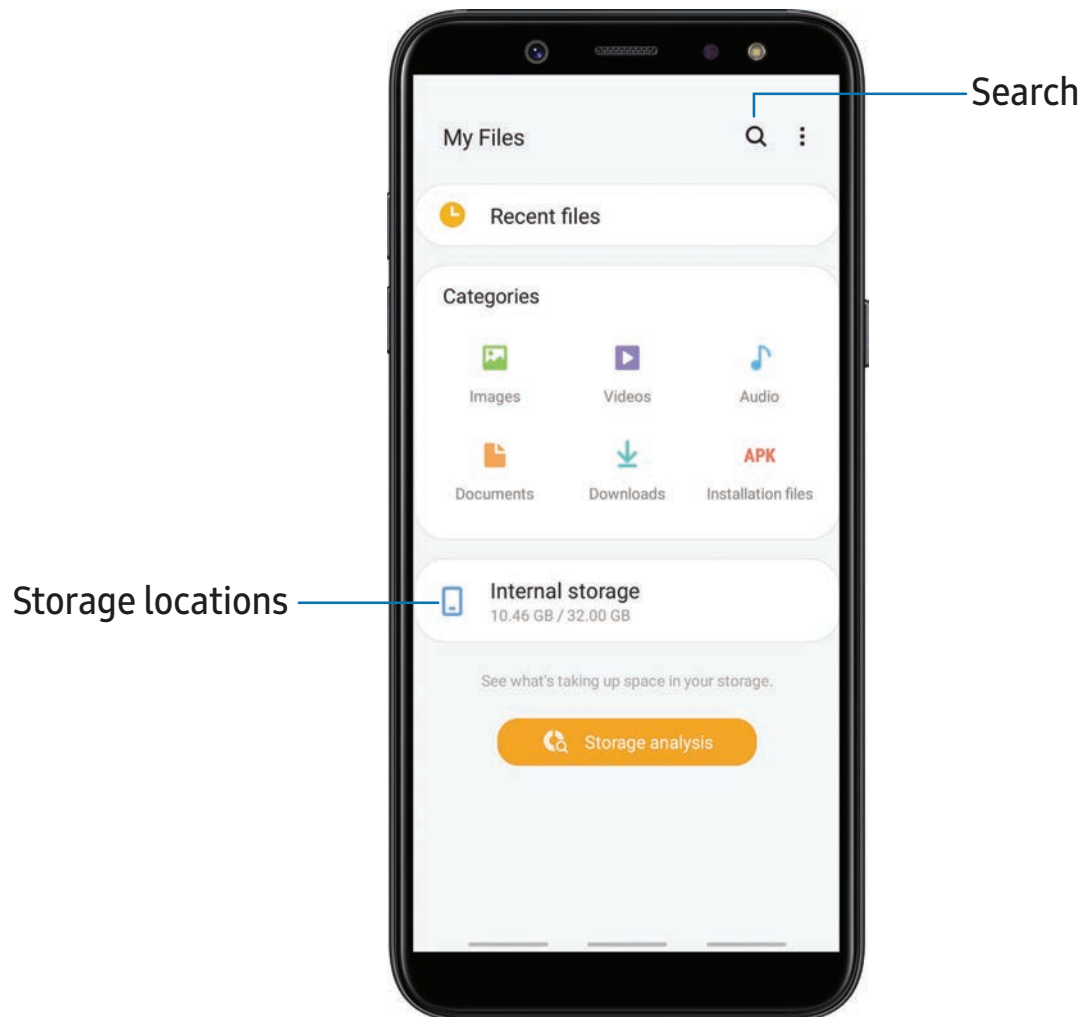 Search
My Files
Recent files
Categories
Images Videos Audio
APK
Documents Downloads Installation files
Storage locations
Internal storage
10.46 GB / 32.00 GB
See what's taking up space in your storage.
Storage analysis